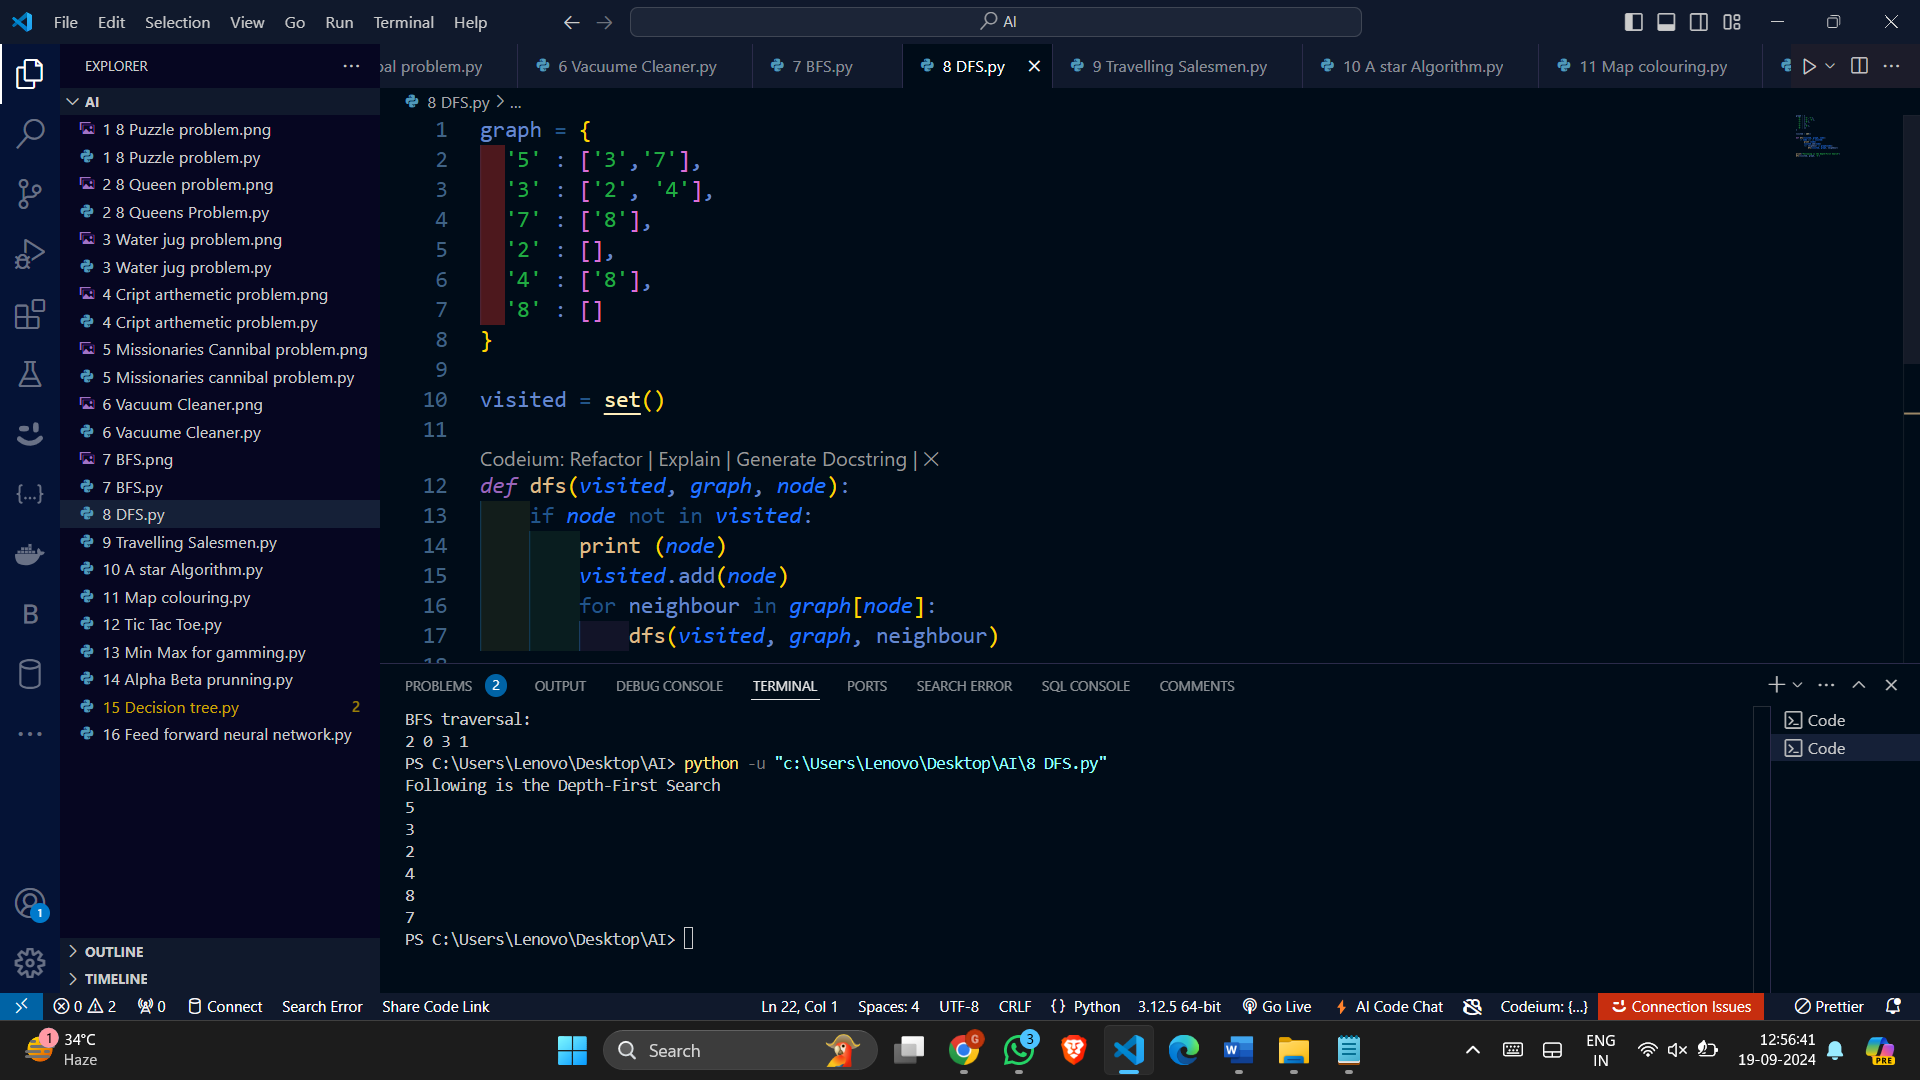 File Edit Selection View Go Run Terminal Help
AI
EXPLORER
AI
1 8 Puzzle problem.png
1 8 Puzzle problem.py
2 8 Queen problem.png
2 8 Queens Problem.py
3 Water jug problem.png
3 Water jug problem.py
4 Cript arthemetic problem.png
4 Cript arthemetic problem.py
5 Missionaries Cannibal problem.png
5 Missionaries cannibal problem.py
6 Vacuum Cleaner.png
6 Vacuume Cleaner.py
7 BFS.png
7 BFS.py
8 DFS.py
9 Travelling Salesmen.py
10 A star Algorithm.py
11 Map colouring.py
12 Tic Tac Toe.py
13 Min Max for gamming.py
14 Alpha Beta prunning.py
15 Decision tree.py 2
16 Feed forward neural network.py
OUTLINE
TIMELINE
B
1
al problem.py 6 Vacuume Cleaner.py 7 BFS.py 8 DFS.py 9 Travelling Salesmen.py 10 A star Algorithm.py 11 Map colouring.py
8 DFS.py > ...
1 graph = {
2 '5' : ['3','7'],
3 '3' : ['2', '4'],
4 '7' : ['8'],
5 '2' : [],
6 '4' : ['8'],
7 '8' : []
8 }
9
10 visited = set()
11
Codeium: Refactor | Explain | Generate Docstring | ×
12 def dfs(visited, graph, node):
13 if node not in visited:
14 print (node)
15 visited.add(node)
16 for neighbour in graph[node]:
17 dfs(visited, graph, neighbour)
18
PROBLEMS 2 OUTPUT DEBUG CONSOLE TERMINAL PORTS SEARCH ERROR SQL CONSOLE COMMENTS
BFS traversal:
2 0 3 1
PS C:\Users\Lenovo\Desktop\AI> python -u "c:\Users\Lenovo\Desktop\AI\8 DFS.py"
Following is the Depth-First Search
5
3
2
4
8
7
PS C:\Users\Lenovo\Desktop\AI>
Code
Code
0 2 0 Connect Search Error Share Code Link Ln 22, Col 1 Spaces: 4 UTF-8 CRLF {} Python 3.12.5 64-bit Go Live AI Code Chat Codeium: {...} Connection Issues Prettier
1 34°C
Haze
Search
G
3
W
ENG
IN
12:56:41
19-09-2024
PRE